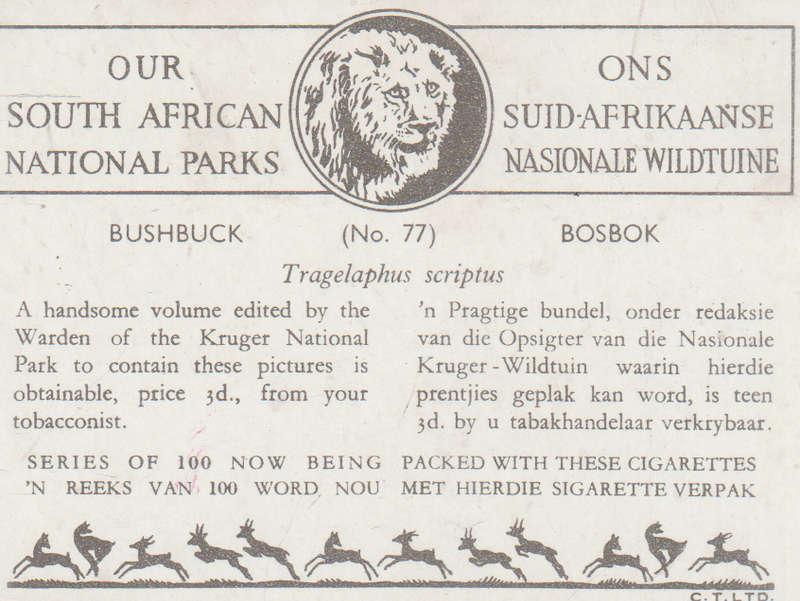 OUR
SOUTH AFRICAN
NATIONAL PARKS
ONS
SUID-AFRIKAANSE
NASIONALE WILDTUINE
BUSHBUCK (No. 77) BOSBOK
Tragelaphus scriptus
A handsome volume edited by the
Warden of the Kruger National
Park to contain these pictures is
obtainable, price 3d., from your
tobacconist.
'n Pragtige bundel, onder redaksie
van die Opsigter van die Nasionale
Kruger-Wildtuin waarin hierdie
prentjies geplak kan word, is teen
3d. by u tabakhandelaar verkrybaar.
SERIES OF 100 NOW BEING PACKED WITH THESE CIGARETTES
'N REEKS VAN 100 WORD NOU MET HIERDIE SIGARETTE VERPAK
C.T. LTD.